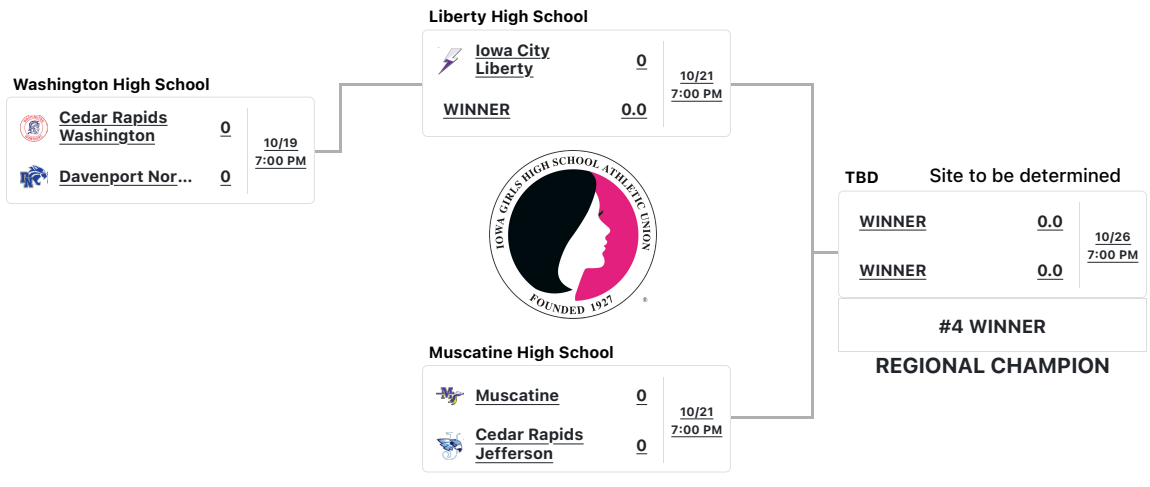 Liberty High School
Iowa City
Liberty
0
WINNER
0.0
10/21
7:00 PM
Washington High School
Cedar Rapids
Washington
0
Davenport Nor...
0
10/19
7:00 PM
IOWA GIRLS HIGH SCHOOL ATHLETIC UNION
FOUNDED 1927
®
TBD
Site to be determined
WINNER
0.0
WINNER
0.0
10/26
7:00 PM
#4 WINNER
REGIONAL CHAMPION
Muscatine High School
Muscatine
0
Cedar Rapids
Jefferson
0
10/21
7:00 PM